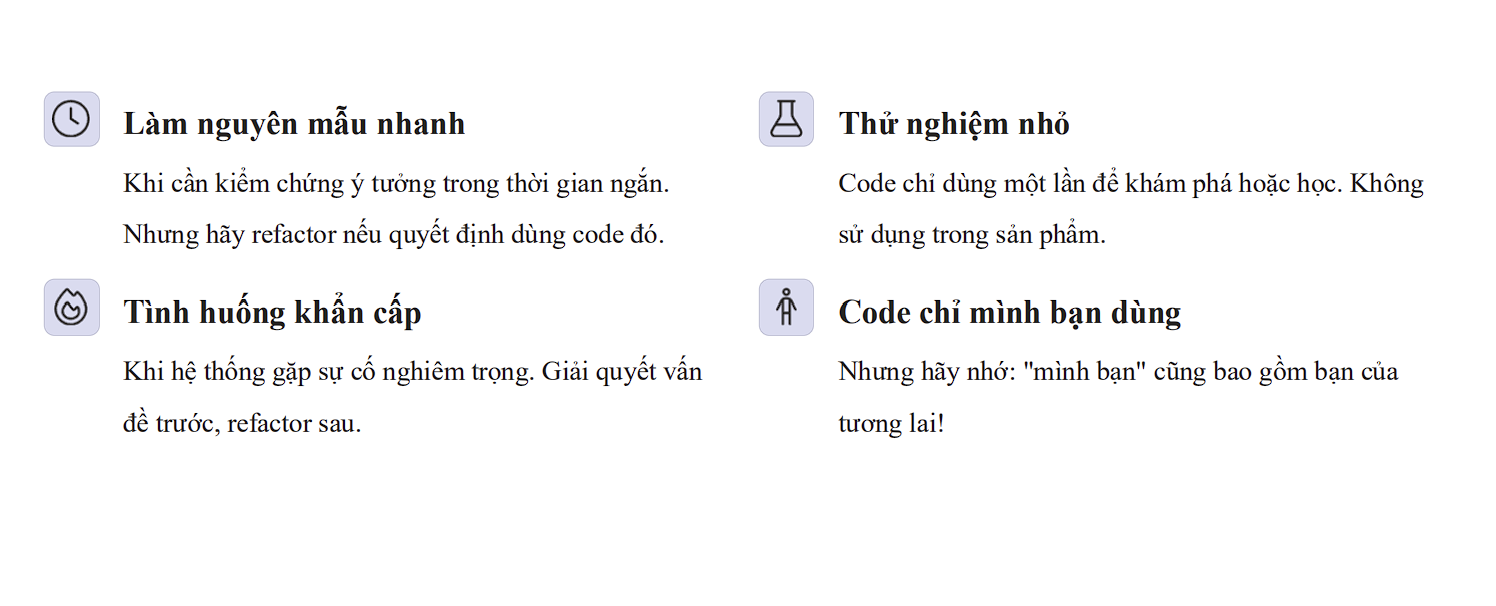 Làm nguyên mẫu nhanh
Khi cần kiểm chứng ý tưởng trong thời gian ngắn.
Nhưng hãy refactor nếu quyết định dùng code đó.
Thử nghiệm nhỏ
Code chỉ dùng một lần để khám phá hoặc học. Không
sử dụng trong sản phẩm.
Tình huống khẩn cấp
Khi hệ thống gặp sự cố nghiêm trọng. Giải quyết vấn
đề trước, refactor sau.
Code chỉ mình bạn dùng
Nhưng hãy nhớ: "mình bạn" cũng bao gồm bạn của
tương lai!